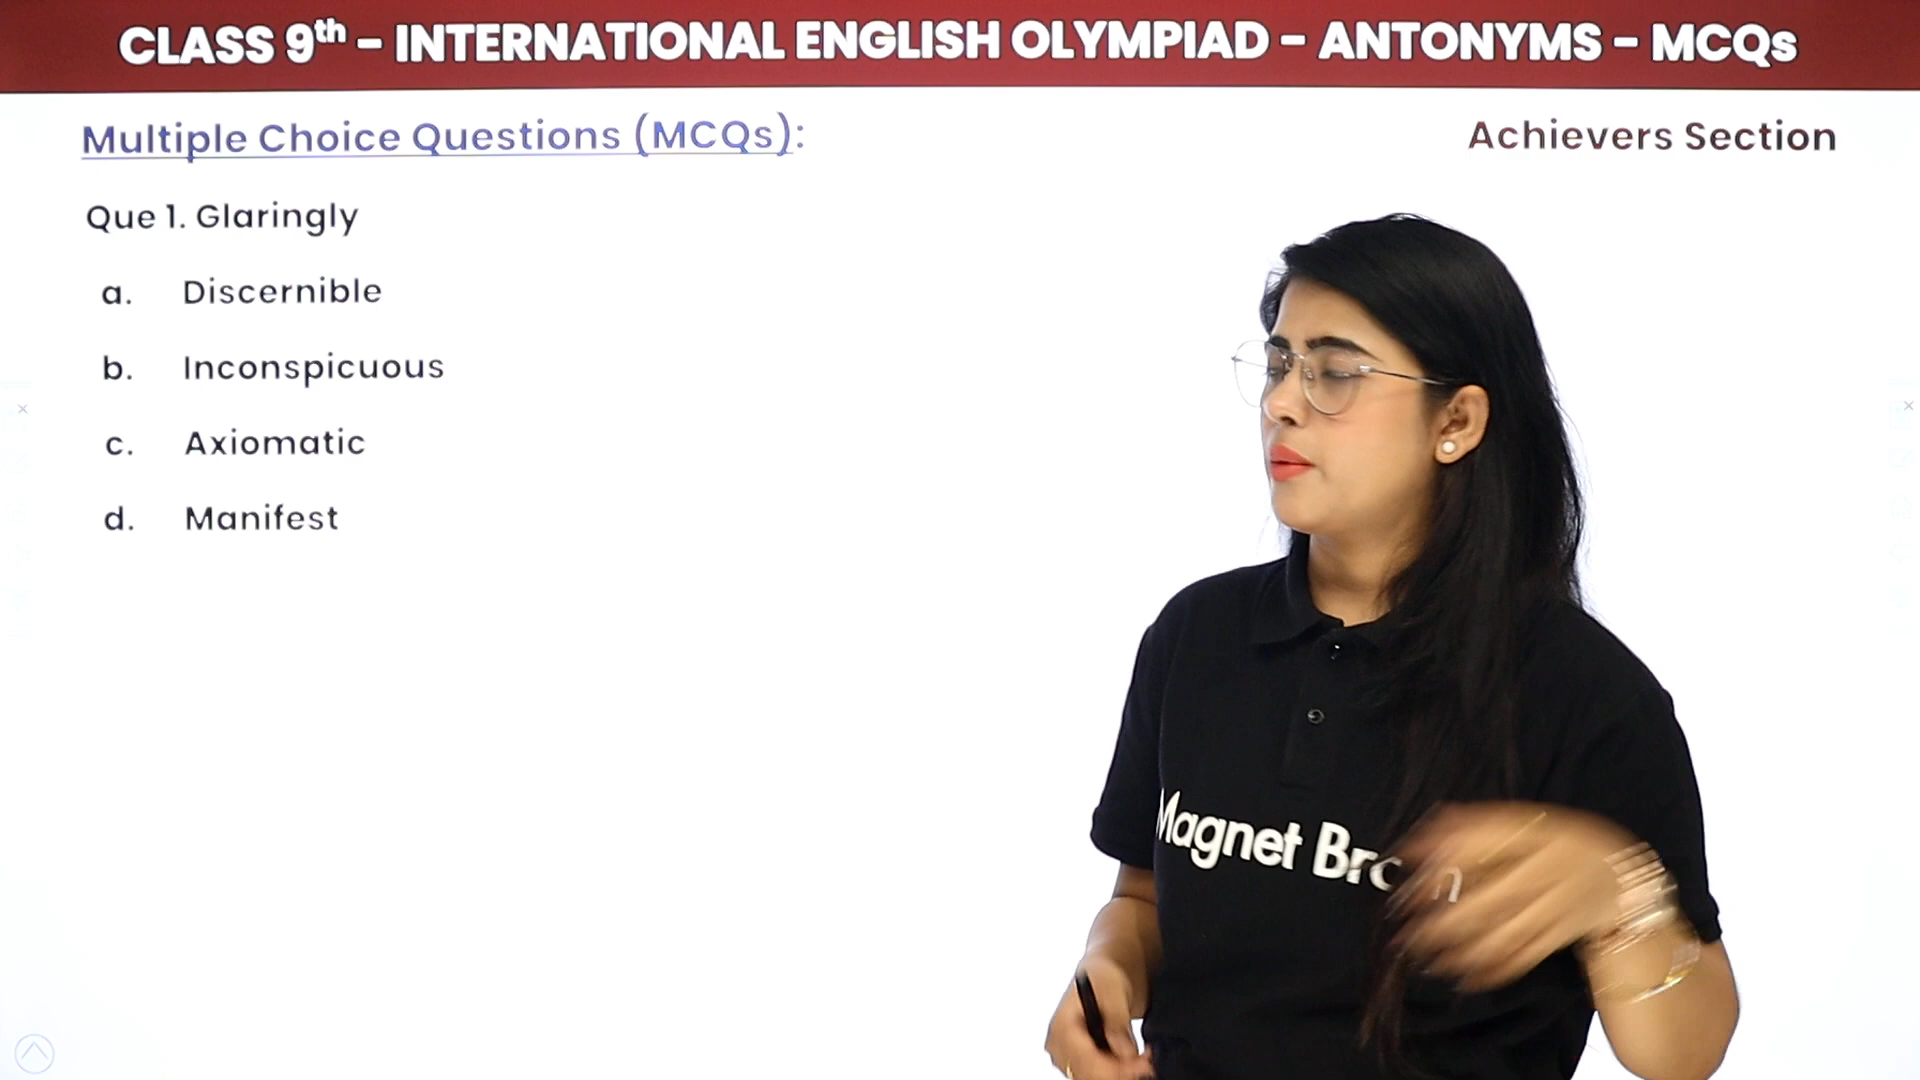 CLASS 9th - INTERNATIONAL ENGLISH OLYMPIAD - ANTONYMS - MCQs
Multiple Choice Questions (MCQs):
Achievers Section
Que 1. Glaringly
a. Discernible
b. Inconspicuous
c. Axiomatic
d. Manifest
Magnet